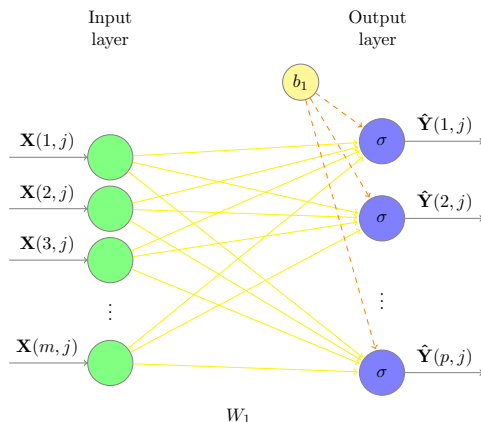 Input
layer
Output
layer
b₁
X(1, j)
σ
Ŷ(1, j)
X(2, j)
σ
Ŷ(2, j)
X(3, j)
⋮
⋮
X(m, j)
σ
Ŷ(p, j)
W₁